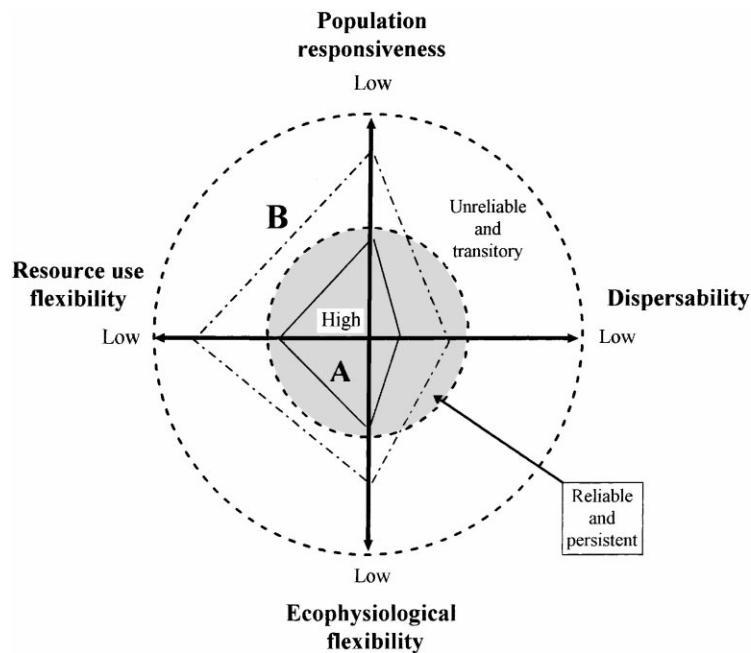 Population
responsiveness
Low
B
Unreliable
and
transitory
Resource use
flexibility
Low
High
Dispersability
Low
A
Reliable
and
persistent
Low
Ecophysiological
flexibility